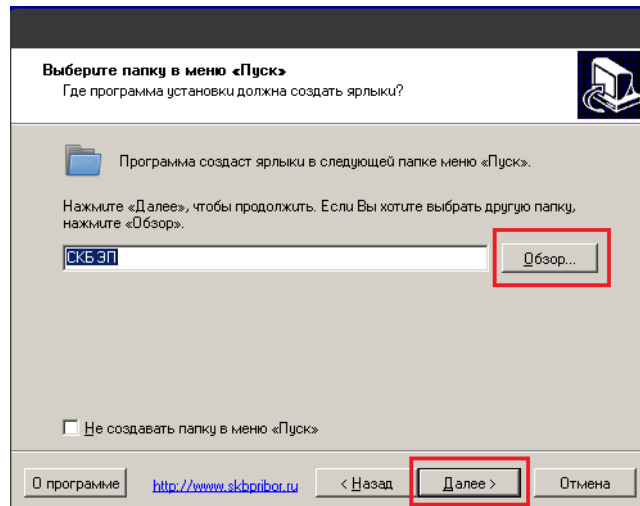 Выберите папку в меню «Пуск»
Где программа установки должна создать ярлыки?
Программа создаст ярлыки в следующей папке меню «Пуск».
Нажмите «Далее», чтобы продолжить. Если Вы хотите выбрать другую папку,
нажмите «Обзор».
СКБ ЭП
Обзор...
Не создавать папку в меню «Пуск»
О программе
http://www.skbpribor.ru
< Назад
Далее >
Отмена